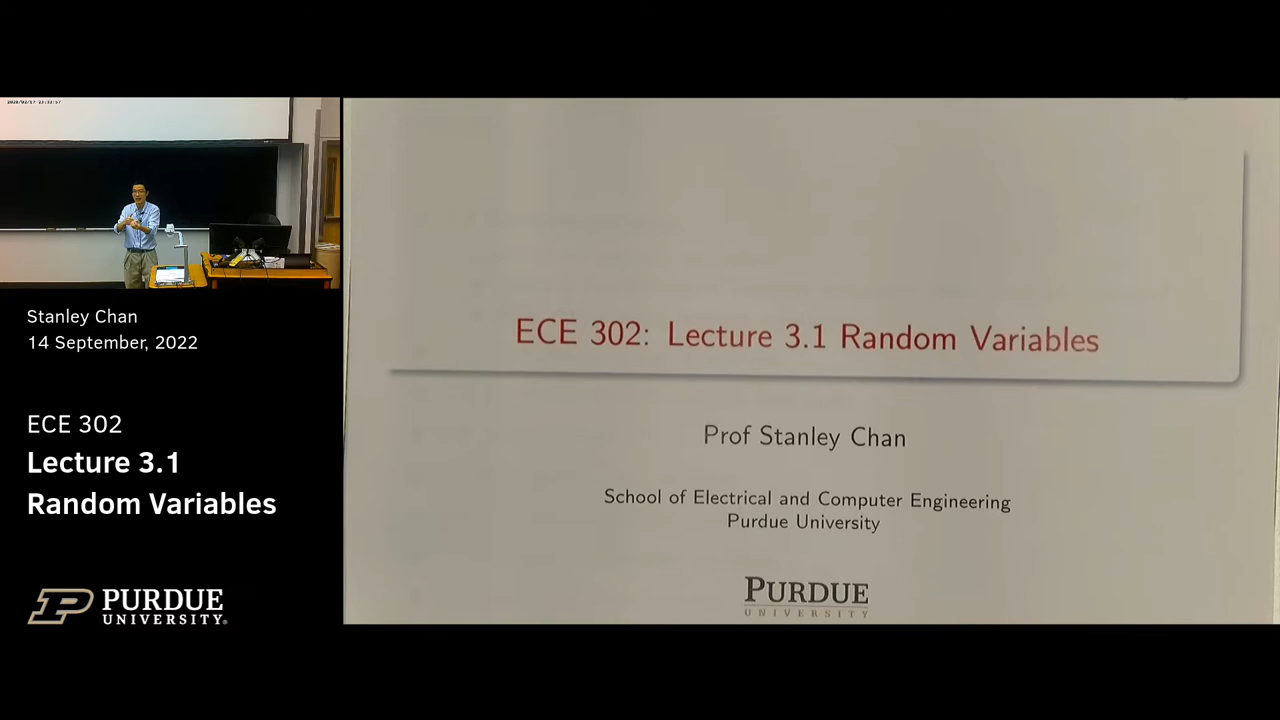 Stanley Chan
14 September, 2022
ECE 302
Lecture 3.1
Random Variables
PURDUE
UNIVERSITY®
ECE 302: Lecture 3.1 Random Variables
Prof Stanley Chan
School of Electrical and Computer Engineering
Purdue University
PURDUE
UNIVERSITY